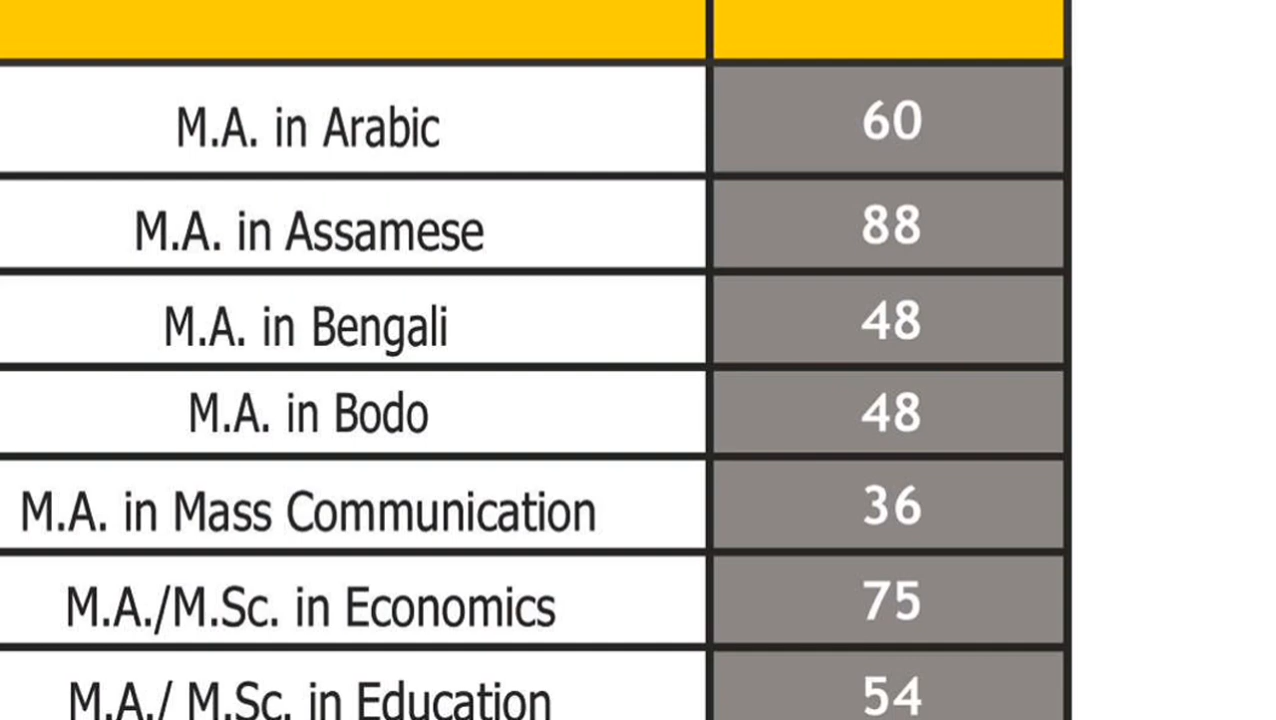 M.A. in Arabic 60
M.A. in Assamese 88
M.A. in Bengali 48
M.A. in Bodo 48
M.A. in Mass Communication 36
M.A./M.Sc. in Economics 75
M.A./ M.Sc. in Education 54